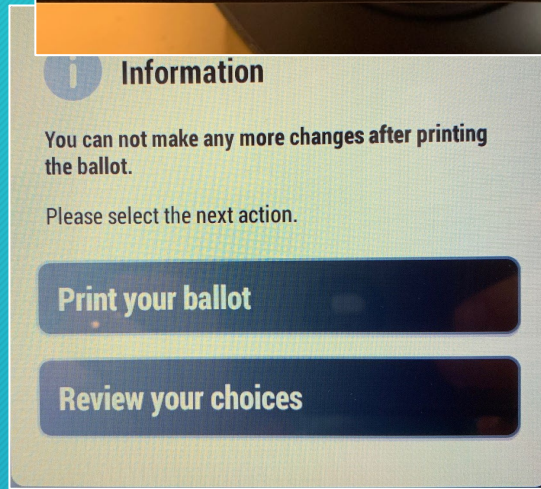 Information
You can not make any more changes after printing
the ballot.
Please select the next action.
Print your ballot
Review your choices